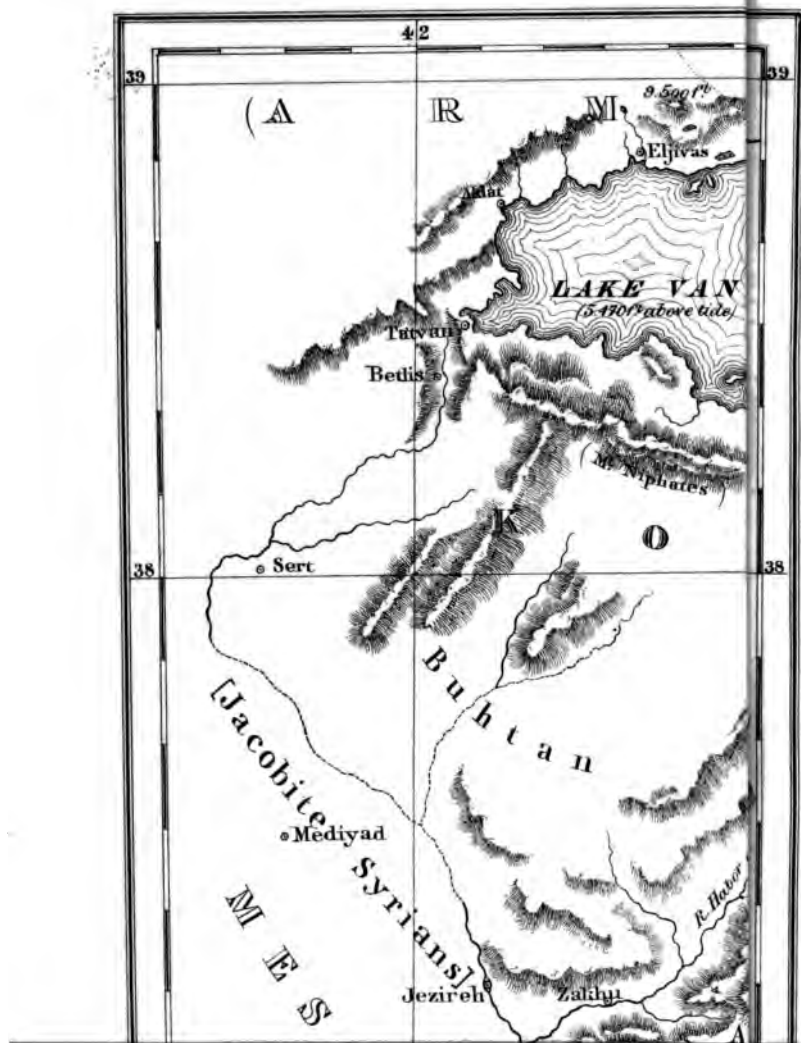 42
39
39
9.500 ft.
(A R M
Eljivas
Aklat
LAKE VAN
(5.470 ft. above tide)
Tatvan
Betlis
(Mt. Niphates)
K O
38
38
Sert
Buhtan
[Jacobite Syrians]
Mediyad
R. Habor
M E S
Jezireh
Zakhu
A